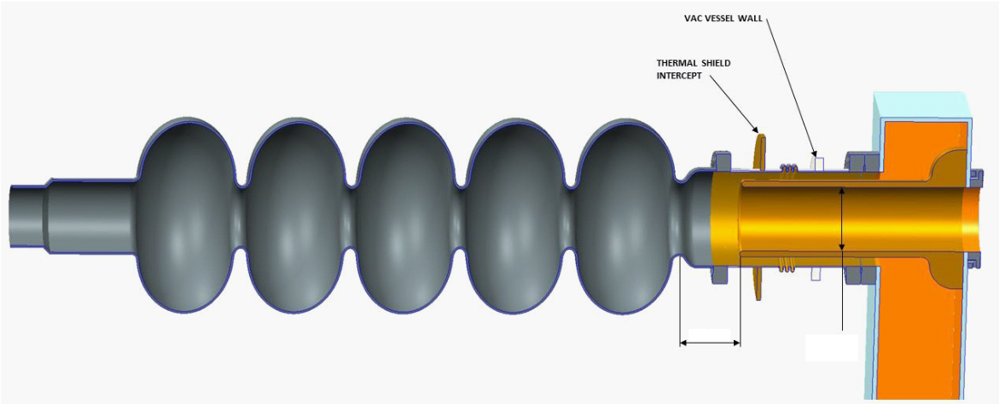 VAC VESSEL WALL
THERMAL SHIELD
INTERCEPT